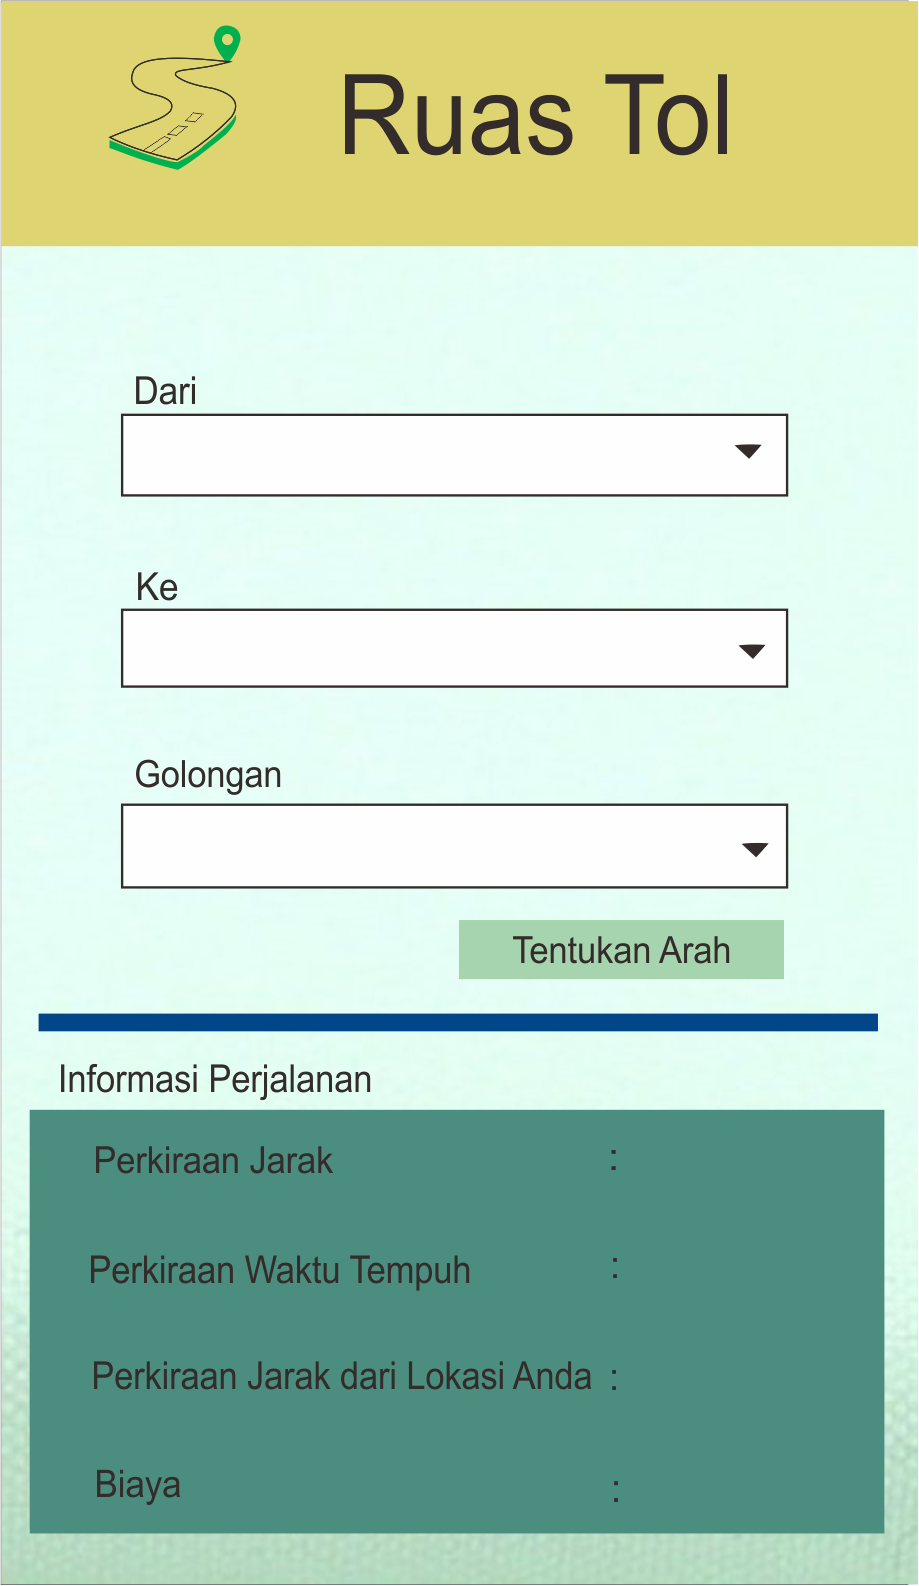 Ruas Tol
Dari
Ke
Golongan
Tentukan Arah
Informasi Perjalanan
Perkiraan Jarak :
Perkiraan Waktu Tempuh :
Perkiraan Jarak dari Lokasi Anda :
Biaya :